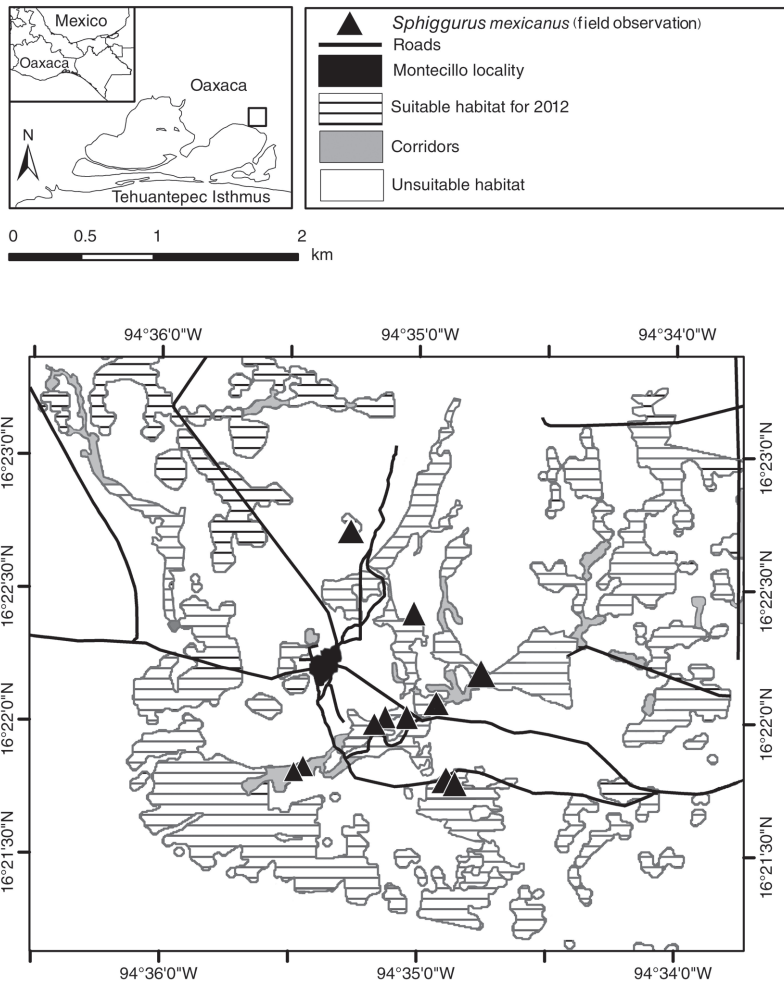 Mexico
Oaxaca
Oaxaca
N
Tehuantepec Isthmus
Sphiggurus mexicanus (field observation)
Roads
Montecillo locality
Suitable habitat for 2012
Corridors
Unsuitable habitat
0 0.5 1 2
km
94°36'0"W 94°35'0"W 94°34'0"W
16°23'0"N 16°23'0"N
16°22'30"N 16°22'30"N
16°22'0"N 16°22'0"N
16°21'30"N 16°21'30"N
94°36'0"W 94°35'0"W 94°34'0"W